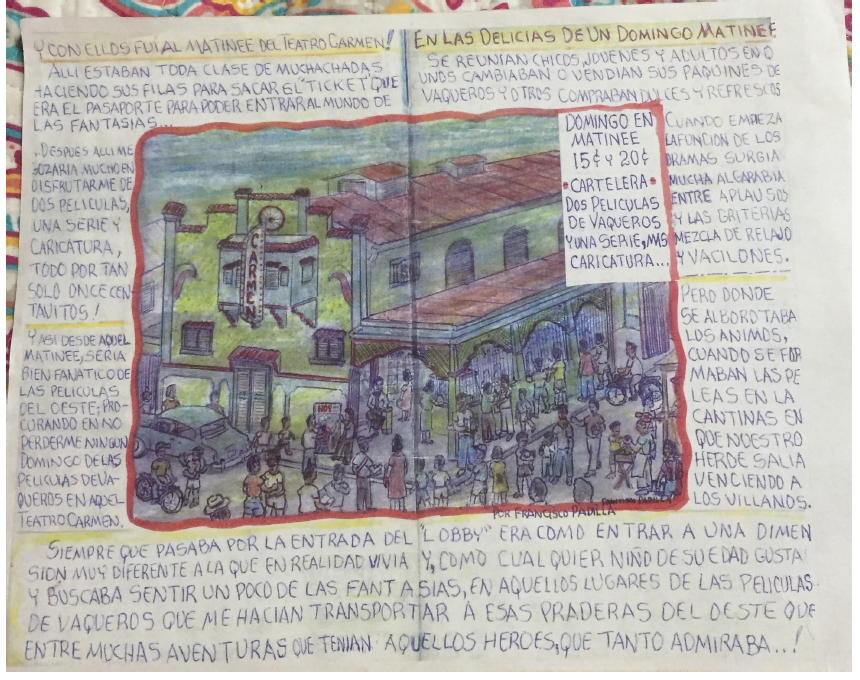 Y CON ELLOS FUI AL MATINEE DEL TEATRO CARMEN!
ALLI ESTABAN TODA CLASE DE MUCHACHADAS
HACIENDO SUS FILAS PARA SACAR EL "TICKET" QUE
ERA EL PASAPORTE PARA PODER ENTRAR AL MUNDO DE
LAS FANTASIAS...
DESPUES ALLI ME
GOZARIA MUCHO EN
DISFRUTARME DE
DOS PELICULAS,
UNA SERIE Y
CARICATURA,
TODO POR TAN
SOLO ONCE CEN-
TAVITOS!
Y ASI DESDE AQUEL
MATINEE, SERIA
BIEN FANATICO DE
LAS PELICULAS
DEL OESTE; PRO-
CURANDO EN NO
PERDERME NINGUN
DOMINGO DE LAS
PELICULAS DE VA-
QUEROS EN AQUEL
TEATRO CARMEN.
EN LAS DELICIAS DE UN DOMINGO MATINEE
SE REUNIAN CHICOS, JOVENES Y ADULTOS EN O
UNOS CAMBIABAN O VENDIAN SUS PAQUINES DE
VAQUEROS Y OTROS COMPRABAN DULCES Y REFRESCOS
DOMINGO EN
MATINEE
15¢ Y 20¢
• CARTELERA •
DOS PELICULAS
DE VAQUEROS
Y UNA SERIE, MAS
CARICATURA...
CUANDO EMPIEZA
LA FUNCION DE LOS
DRAMAS SURGIA
MUCHA ALGARABIA
ENTRE APLAUSOS
Y LAS GRITERIAS
MEZCLA DE RELAJO
Y VACILONES.
PERO DONDE
SE ALBOROTABA
LOS ANIMOS,
CUANDO SE FOR
MABAN LAS PE
LEAS EN LA
CANTINAS EN
QUE NUESTRO
HEROE SALIA
VENCIENDO A
LOS VILLANOS.
CARMEN
HOY
FRANCISCO PADILLA
POR FRANCISCO PADILLA
SIEMPRE QUE PASABA POR LA ENTRADA DEL "LOBBY" ERA COMO ENTRAR A UNA DIMEN
SION MUY DIFERENTE A LA QUE EN REALIDAD VIVIA Y, COMO CUALQUIER NIÑO DE SU EDAD GUSTA
Y BUSCABA SENTIR UN POCO DE LAS FANTASIAS, EN AQUELLOS LUGARES DE LAS PELICULAS
DE VAQUEROS QUE ME HACIAN TRANSPORTAR A ESAS PRADERAS DEL OESTE QUE
ENTRE MUCHAS AVENTURAS QUE TENIAN AQUELLOS HEROES, QUE TANTO ADMIRABA...!